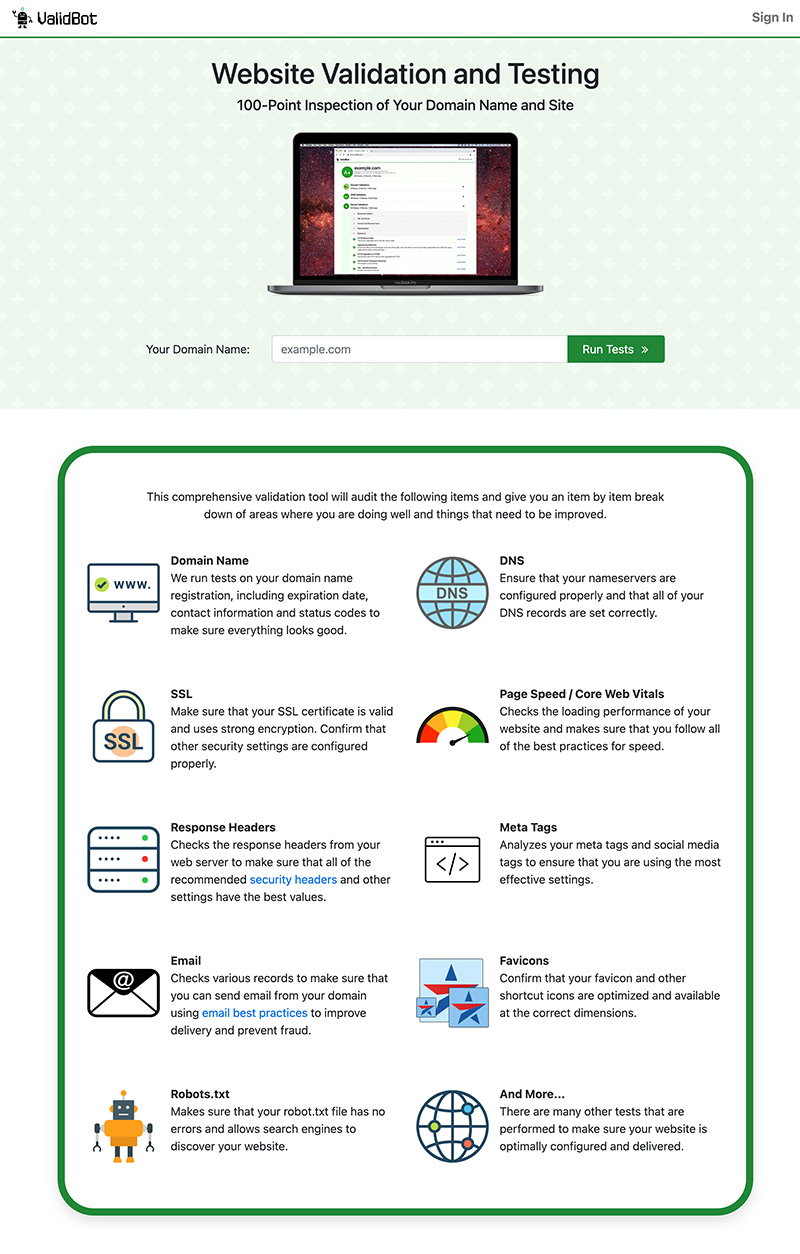 ValidBot
Sign In
Website Validation and Testing
100-Point Inspection of Your Domain Name and Site
example.com
MacBook Pro
Your Domain Name:
example.com
Run Tests »
This comprehensive validation tool will audit the following items and give you an item by item break
down of areas where you are doing well and things that need to be improved.
www.
Domain Name
We run tests on your domain name
registration, including expiration date,
contact information and status codes to
make sure everything looks good.
DNS
DNS
Ensure that your nameservers are
configured properly and that all of your
DNS records are set correctly.
SSL
SSL
Make sure that your SSL certificate is valid
and uses strong encryption. Confirm that
other security settings are configured
properly.
Page Speed / Core Web Vitals
Checks the loading performance of your
website and makes sure that you follow all
of the best practices for speed.
Response Headers
Checks the response headers from your
web server to make sure that all of the
recommended security headers and other
settings have the best values.
</>
Meta Tags
Analyzes your meta tags and social media
tags to ensure that you are using the most
effective settings.
@
Email
Checks various records to make sure that
you can send email from your domain
using email best practices to improve
delivery and prevent fraud.
Favicons
Confirm that your favicon and other
shortcut icons are optimized and available
at the correct dimensions.
Robots.txt
Makes sure that your robot.txt file has no
errors and allows search engines to
discover your website.
And More...
There are many other tests that are
performed to make sure your website is
optimally configured and delivered.